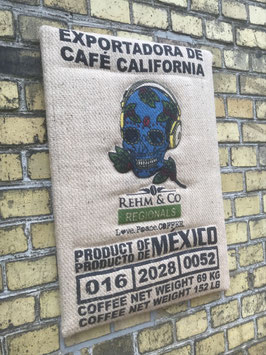 EXPORTADORA DE
CAFÉ CALIFORNIA
REHM & CO
REGIONALS
Love.Peace.COFFEE
PRODUCT OF
PRODUCTO DE
MEXICO
016 2028 0052
COFFEE NET WEIGHT 69 KG
COFFEE NET WEIGHT 152 LB